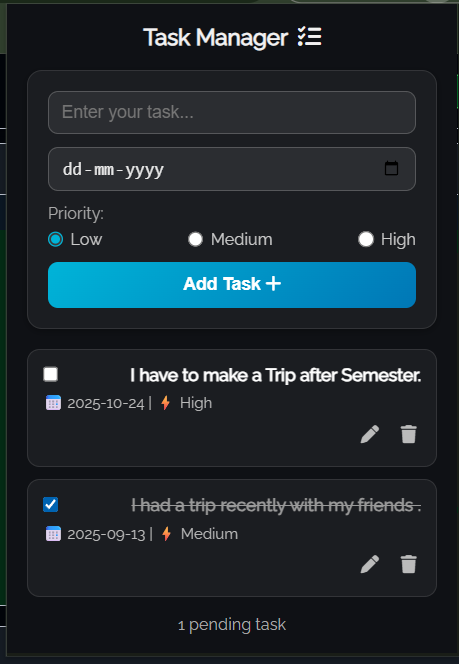 Task Manager
Enter your task...
dd-mm-yyyy
Priority:
Low Medium High
Add Task +
I have to make a Trip after Semester.
2025-10-24 | High
I had a trip recently with my friends .
2025-09-13 | Medium
1 pending task